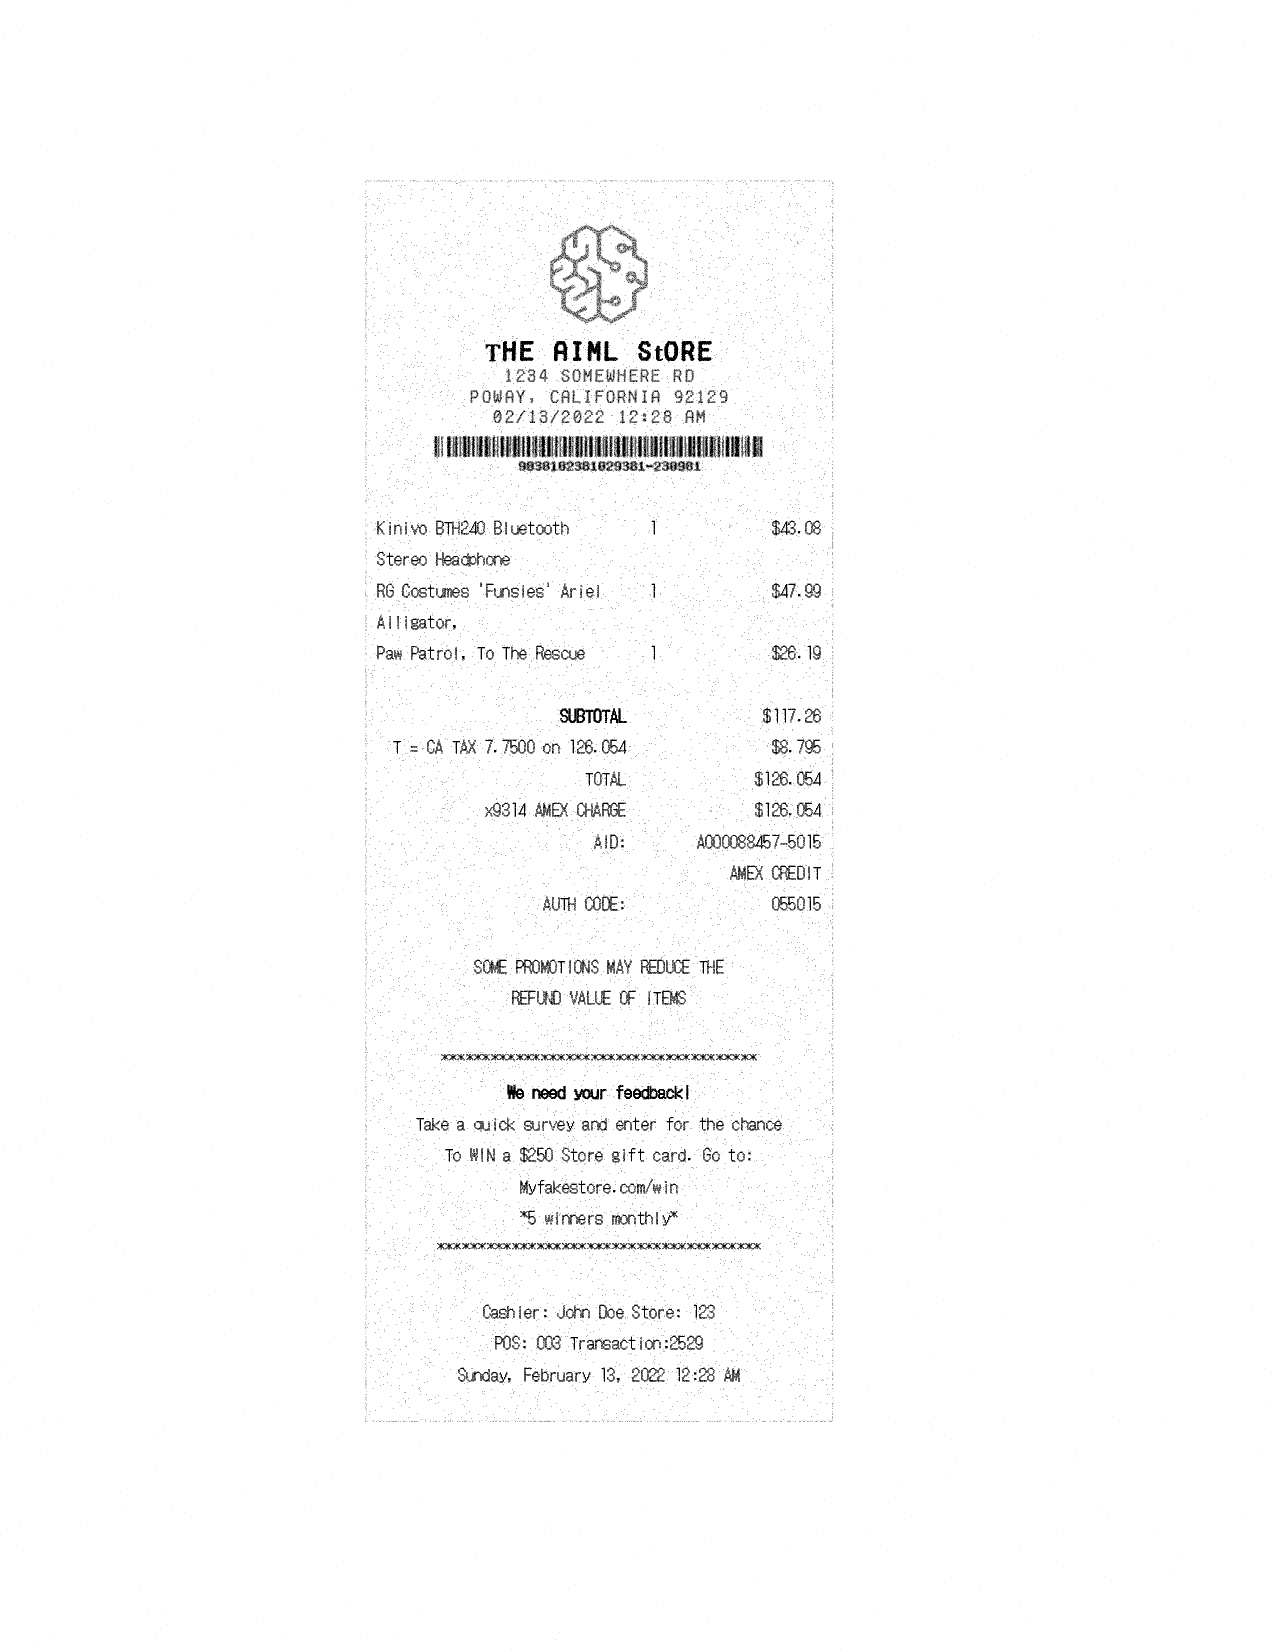 THE AIML StORE
1234 SOMEWHERE RD
POWAY, CALIFORNIA 92129
02/13/2022 12:28 AM
9038102381029381-230981
Kinivo BTH240 Bluetooth 1 $43.08
Stereo Headphone
RG Costumes 'Funsies' Ariel 1 $47.99
Alligator,
Paw Patrol, To The Rescue 1 $26.19
SUBTOTAL $117.26
T = CA TAX 7.7500 on 126.054 $8.795
TOTAL $126.054
x9314 AMEX CHARGE $126.054
AID: A000088457-5015
AMEX CREDIT
AUTH CODE: 055015
SOME PROMOTIONS MAY REDUCE THE
REFUND VALUE OF ITEMS
**************************************
We need your feedback!
Take a quick survey and enter for the chance
To WIN a $250 Store gift card. Go to:
Myfakestore.com/win
*5 winners monthly*
***************************************
Cashier: John Doe Store: 123
POS: 003 Transaction:2529
Sunday, February 13, 2022 12:28 AM